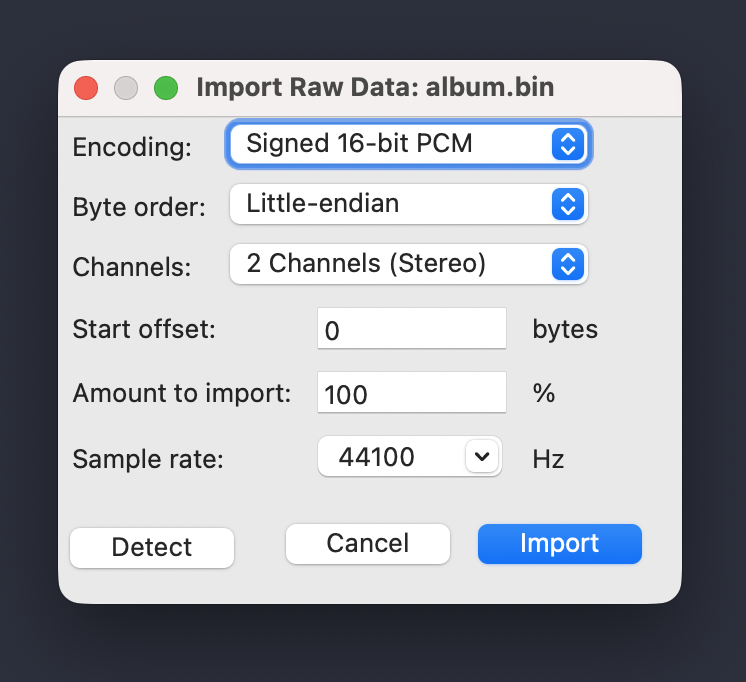 Import Raw Data: album.bin
Encoding: Signed 16-bit PCM
Byte order: Little-endian
Channels: 2 Channels (Stereo)
Start offset: 0 bytes
Amount to import: 100 %
Sample rate: 44100 Hz
Detect Cancel Import